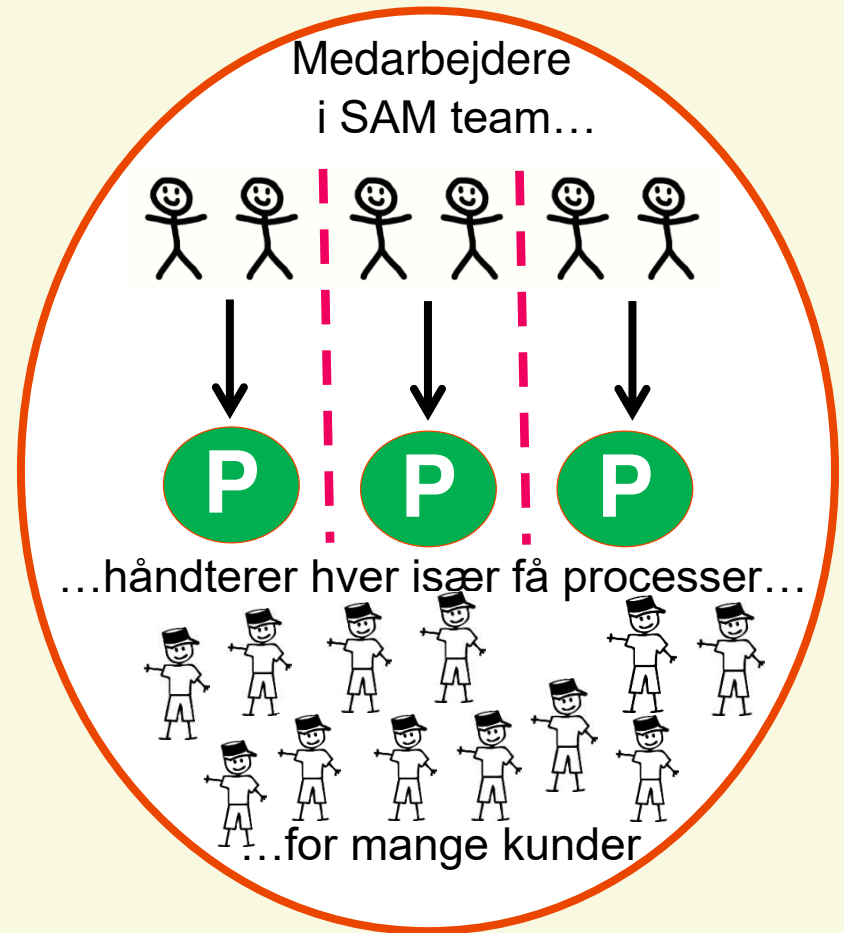 Medarbejdere
i SAM team…
P P P
…håndterer hver især få processer…
…for mange kunder